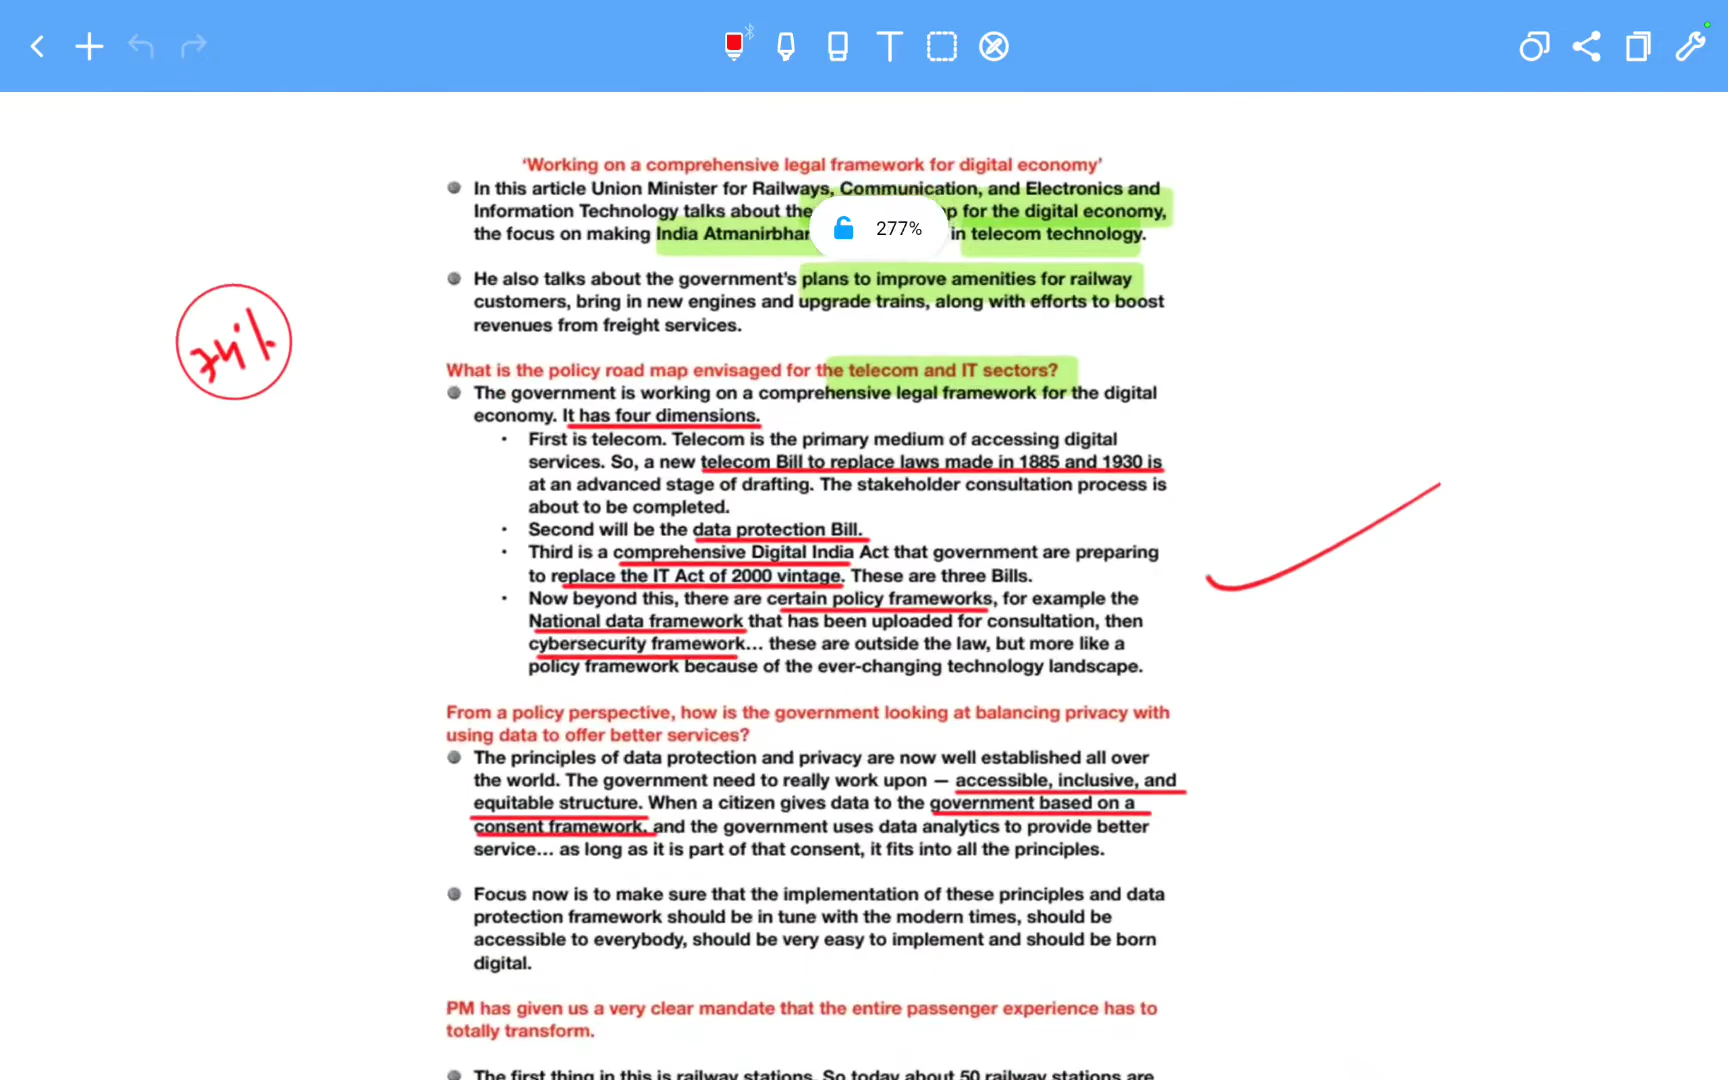 T
277%
‘Working on a comprehensive legal framework for digital economy’
In this article Union Minister for Railways, Communication, and Electronics and
Information Technology talks about the p for the digital economy,
the focus on making India Atmanirbhar in telecom technology.
He also talks about the government’s plans to improve amenities for railway
customers, bring in new engines and upgrade trains, along with efforts to boost
revenues from freight services.
What is the policy road map envisaged for the telecom and IT sectors?
The government is working on a comprehensive legal framework for the digital
economy. It has four dimensions.
First is telecom. Telecom is the primary medium of accessing digital
services. So, a new telecom Bill to replace laws made in 1885 and 1930 is
at an advanced stage of drafting. The stakeholder consultation process is
about to be completed.
Second will be the data protection Bill.
Third is a comprehensive Digital India Act that government are preparing
to replace the IT Act of 2000 vintage. These are three Bills.
Now beyond this, there are certain policy frameworks, for example the
National data framework that has been uploaded for consultation, then
cybersecurity framework... these are outside the law, but more like a
policy framework because of the ever-changing technology landscape.
From a policy perspective, how is the government looking at balancing privacy with
using data to offer better services?
The principles of data protection and privacy are now well established all over
the world. The government need to really work upon — accessible, inclusive, and
equitable structure. When a citizen gives data to the government based on a
consent framework, and the government uses data analytics to provide better
service... as long as it is part of that consent, it fits into all the principles.
Focus now is to make sure that the implementation of these principles and data
protection framework should be in tune with the modern times, should be
accessible to everybody, should be very easy to implement and should be born
digital.
PM has given us a very clear mandate that the entire passenger experience has to
totally transform.
The first thing in this is railway stations. So today about 50 railway stations are